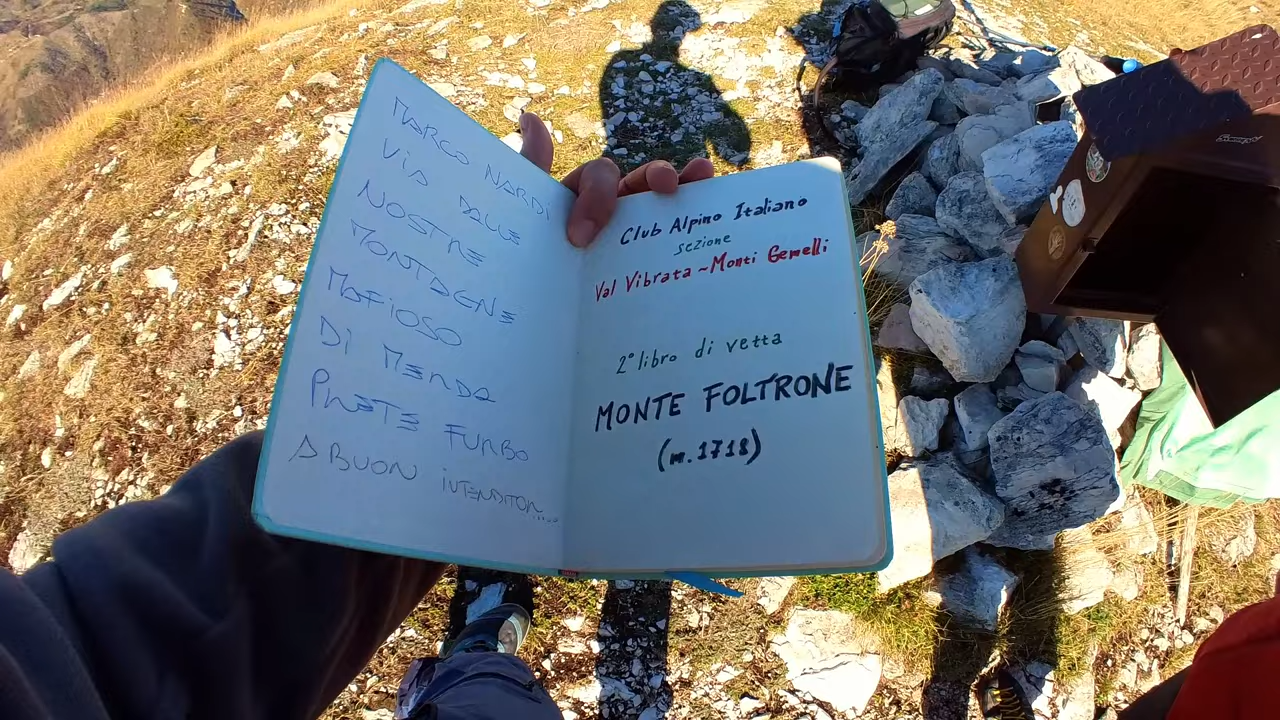 MARCO NARDI
VIA DALLE
NOSTRE
MONTAGNE
MAFIOSO
DI MERDA
PRETE FURBO
A BUON INTENDITOR....
Club Alpino Italiano
sezione
Val Vibrata ~ Monti Gemelli
2° libro di vetta
MONTE FOLTRONE
(m. 1718)